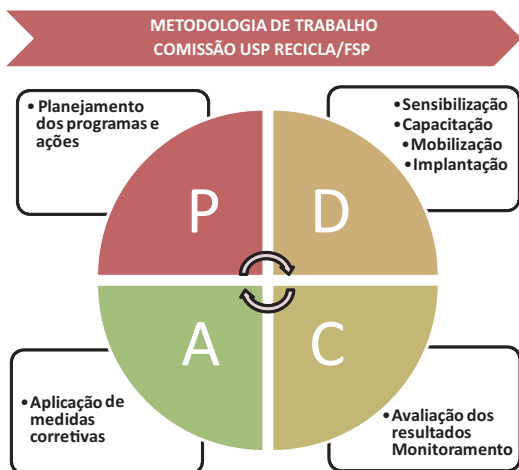 METODOLOGIA DE TRABALHO
COMISSÃO USP RECICLA/FSP
• Planejamento
dos programas e
ações
• Sensibilização
• Capacitação
• Mobilização
• Implantação
P
D
A
C
• Aplicação de
medidas
corretivas
• Avaliação dos
resultados
Monitoramento